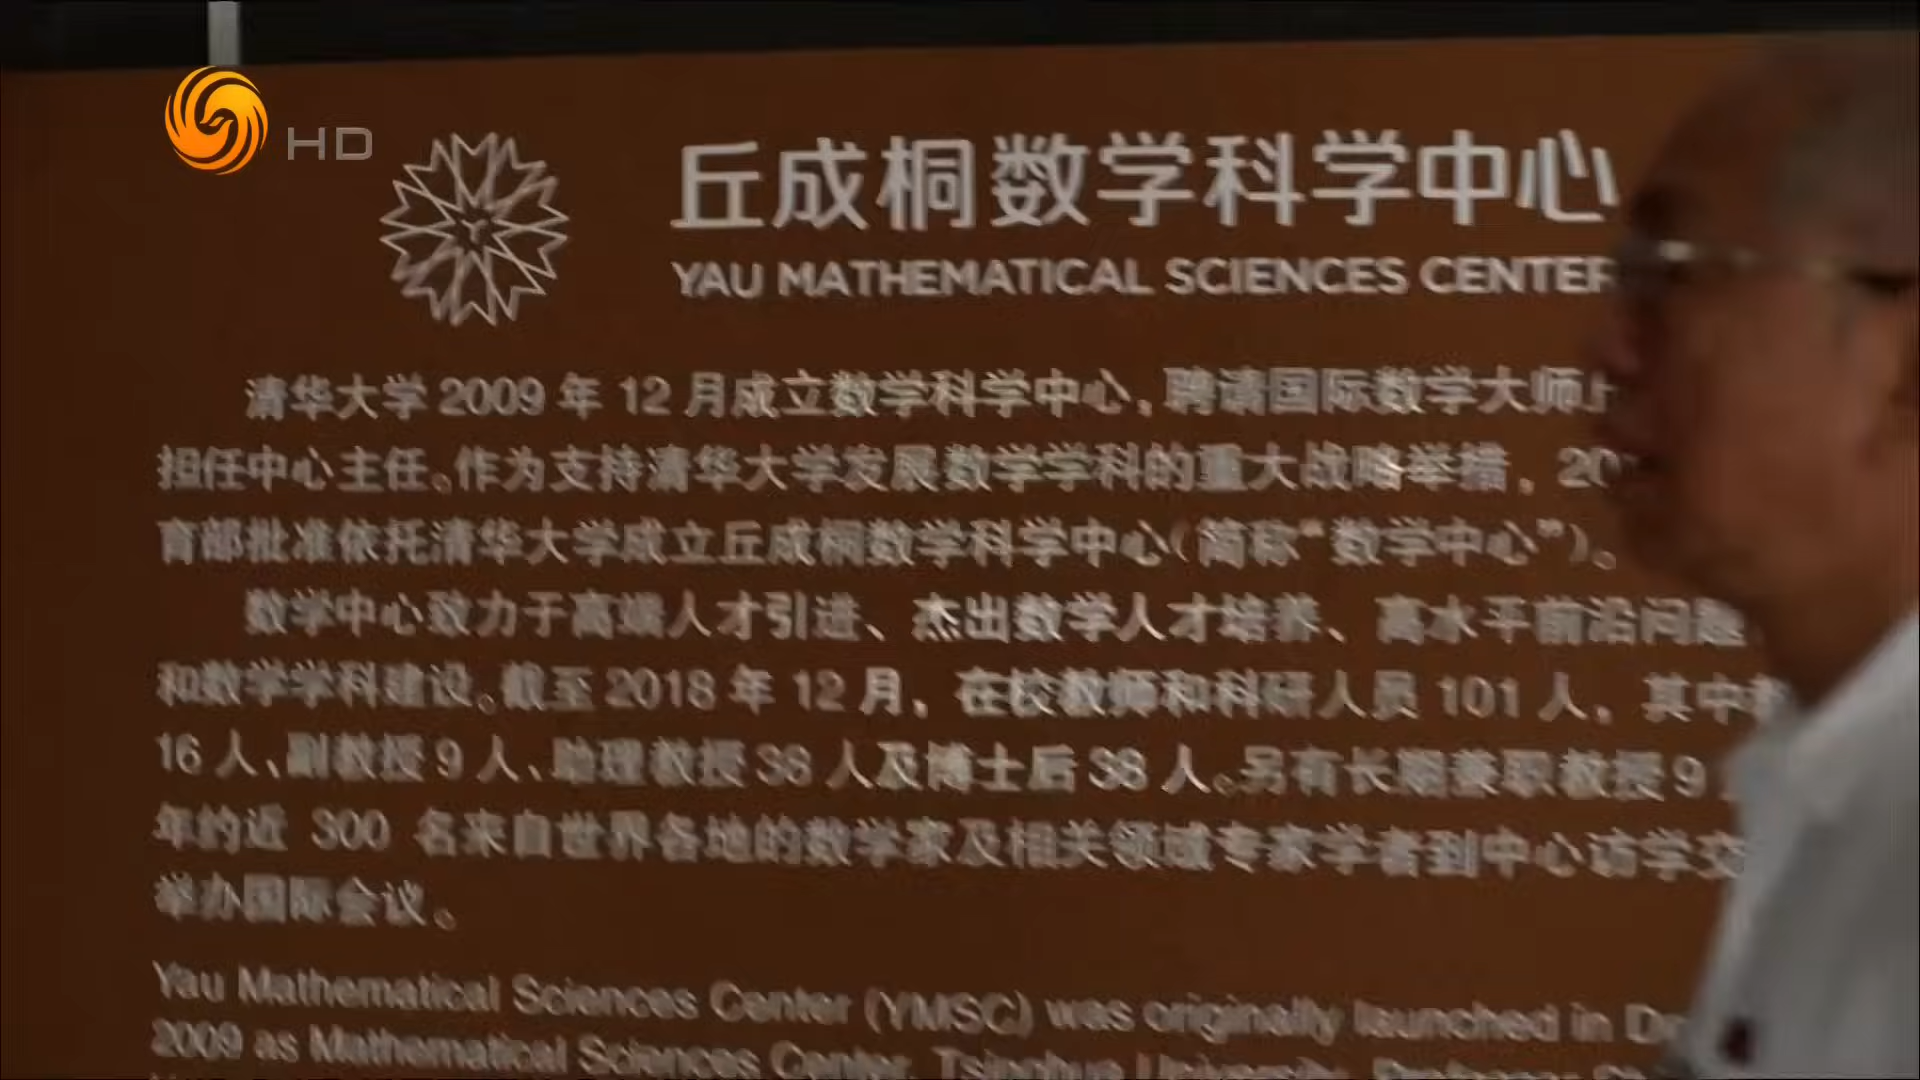 HD
丘成桐数学科学中心
YAU MATHEMATICAL SCIENCES CENTER
清华大学 2009 年 12 月成立数学科学中心，聘请国际数学大师
担任中心主任。作为支持清华大学发展数学学科的重大战略举措，20
育部批准依托清华大学成立丘成桐数学科学中心（简称“数学中心”）。
数学中心致力于高端人才引进、杰出数学人才培养、高水平前沿问题
和数学学科建设。截至 2018 年 12 月，在校教师和科研人员 101 人，其中
16 人、副教授 9 人、助理教授 38 人及博士后 38 人。另有长期兼职教授 9
年约近 300 名来自世界各地的数学家及相关领域专家学者到中心访学交
举办国际会议。
Yau Mathematical Sciences Center (YMSC) was originally launched in
2009 as Mathematical Sciences Center, Tsinghua University. Professor